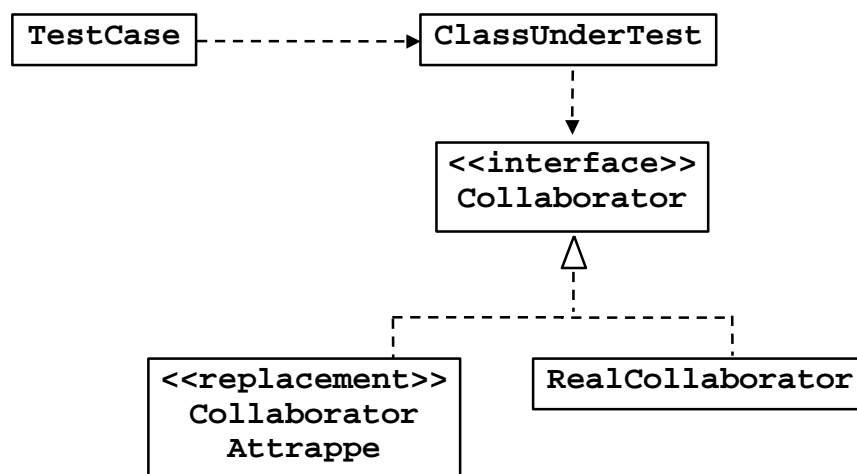 TestCase
ClassUnderTest
<<interface>>
Collaborator
<<replacement>>
Collaborator
Attrappe
RealCollaborator